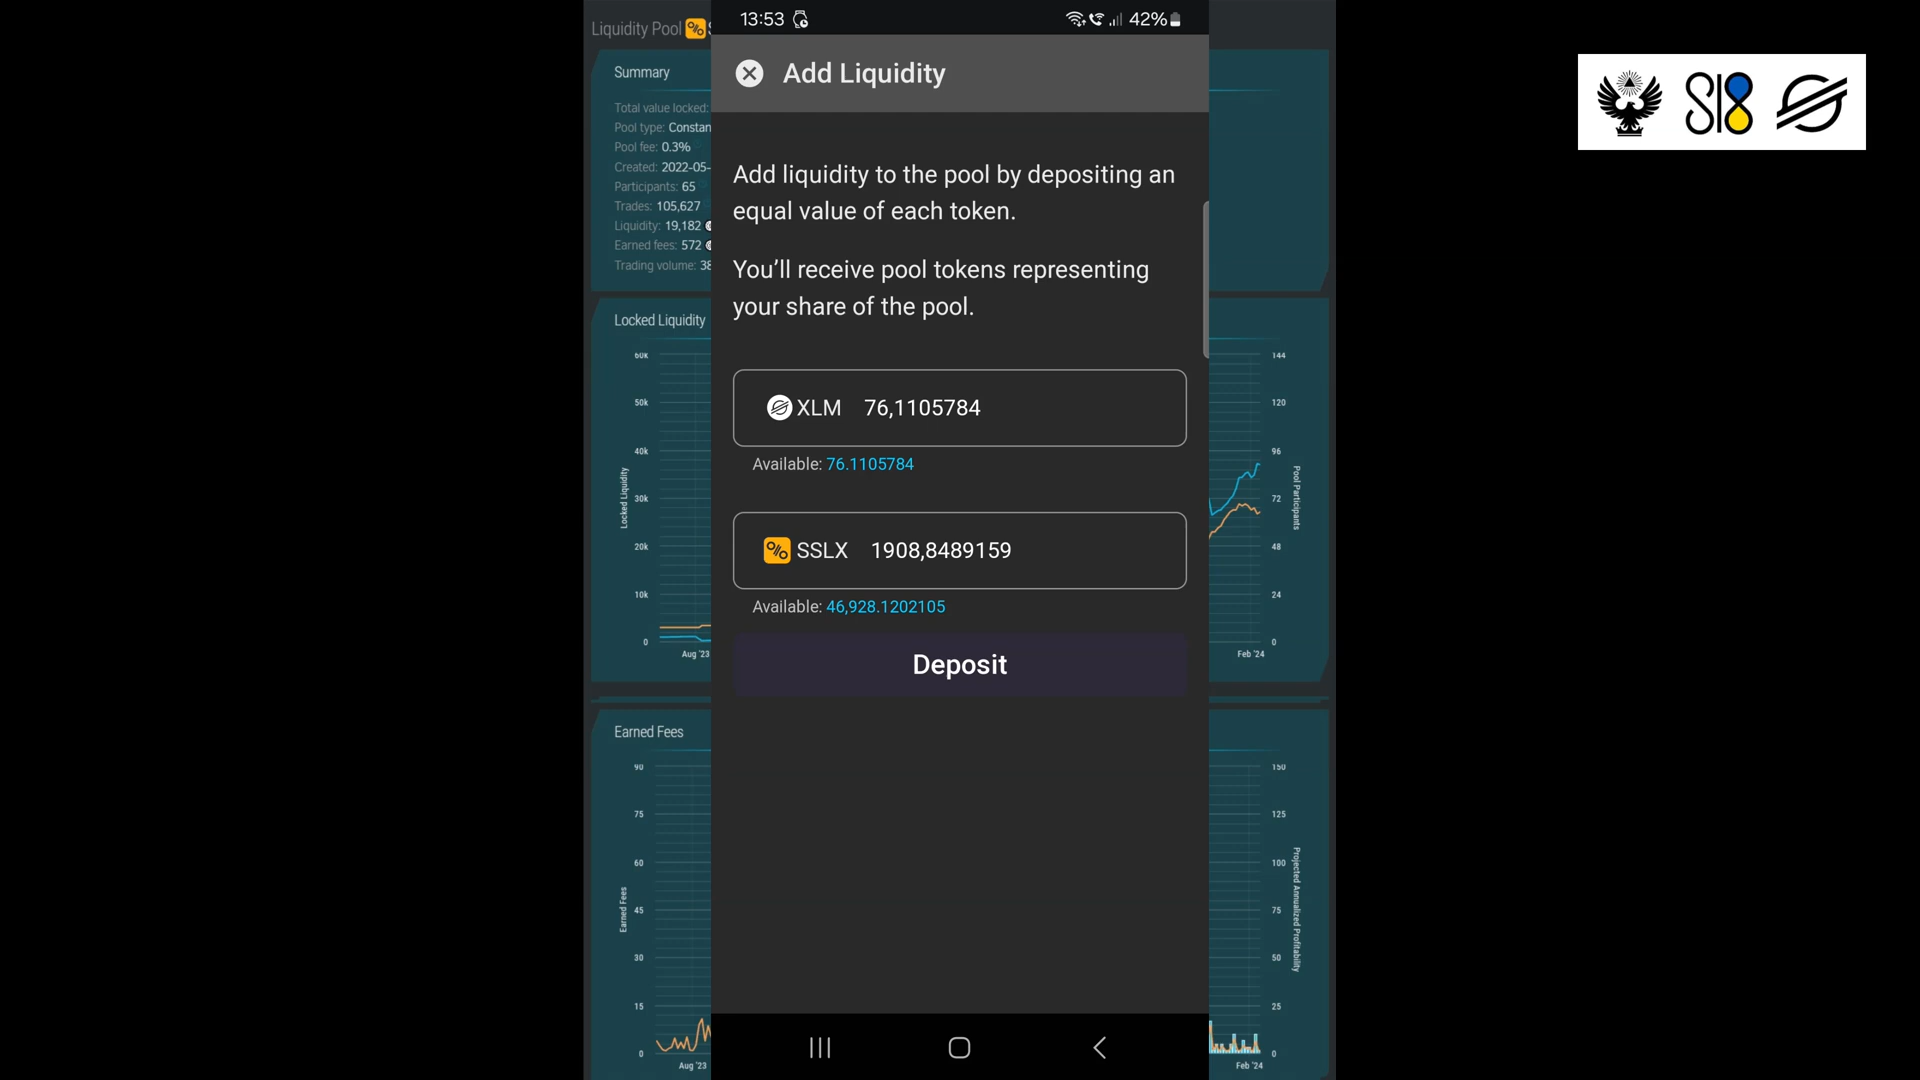 Liquidity Pool
Summary
Total value locked:
Pool type: Constan
Pool fee: 0.3%
Created: 2022-05-
Participants: 65
Trades: 105,627
Liquidity: 19,182
Earned fees: 572
Trading volume: 38
Locked Liquidity
60k
50k
40k
30k
20k
10k
0
Locked Liquidity
Aug '23
Earned Fees
90
75
60
45
30
15
0
Earned Fees
Aug '23
13:53
42%
Add Liquidity
Add liquidity to the pool by depositing an
equal value of each token.
You’ll receive pool tokens representing
your share of the pool.
XLM 76,1105784
Available: 76.1105784
SSLX 1908,8489159
Available: 46,928.1202105
Deposit
144
120
96
72
48
24
0
Pool Participants
Feb '24
150
125
100
75
50
25
0
Projected Annualized Profitability
Feb '24
S18